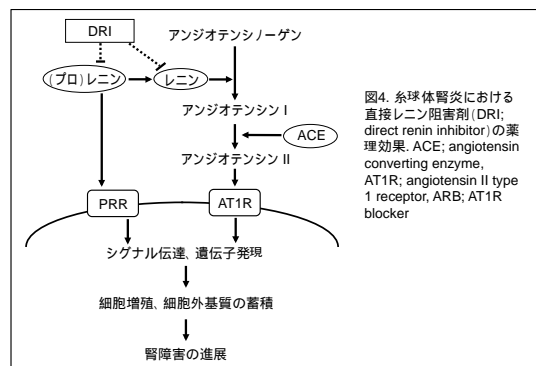 DRI
アンジオテンシノーゲン
(プロ)レニン
レニン
アンジオテンシン I
ACE
アンジオテンシン II
PRR
AT1R
シグナル伝達、遺伝子発現
細胞増殖、細胞外基質の蓄積
腎障害の進展
図4. 糸球体腎炎における
直接レニン阻害剤(DRI;
direct renin inhibitor)の薬
理効果. ACE; angiotensin
converting enzyme,
AT1R; angiotensin II type
1 receptor, ARB; AT1R
blocker